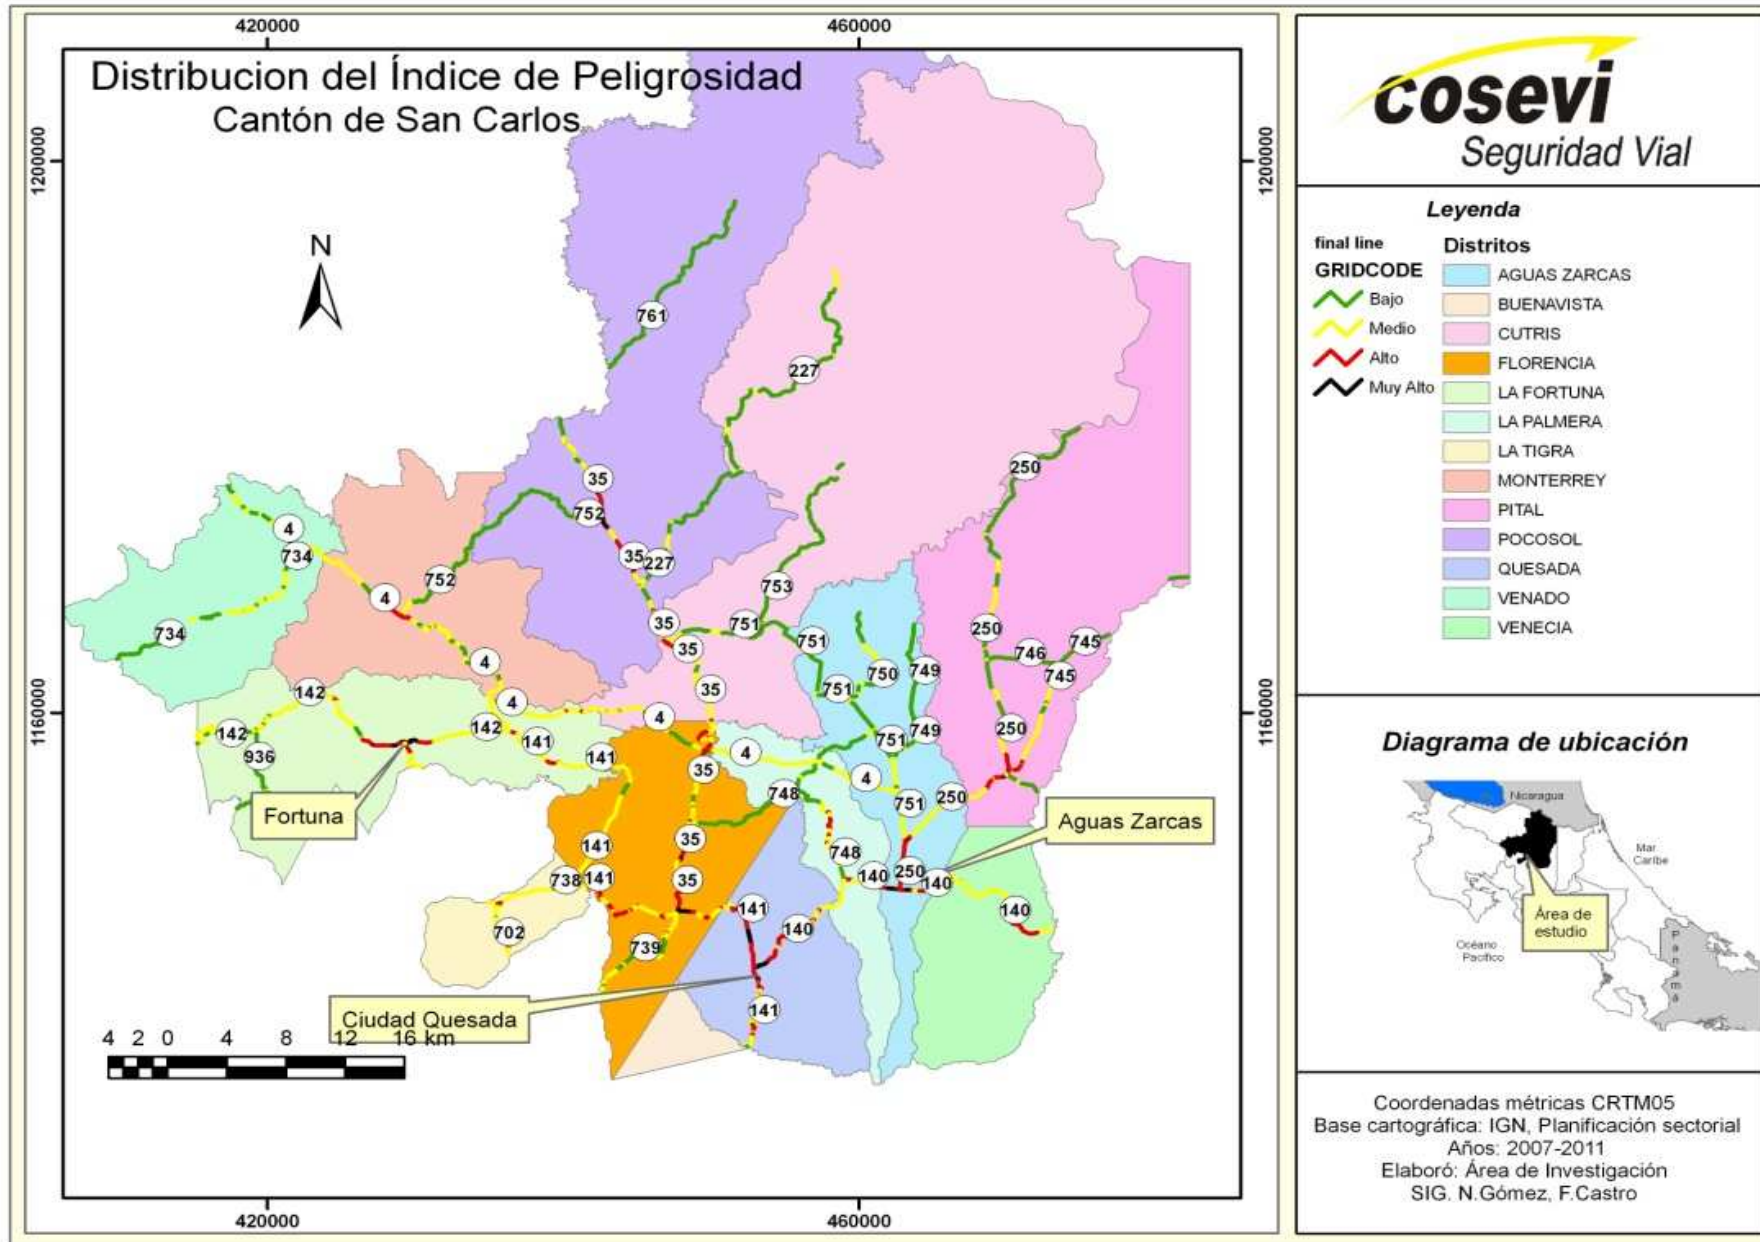 420000
460000
Distribucion del Índice de Peligrosidad
Cantón de San Carlos
1200000
1200000
N
761
227
35
250
752
4
35
227
734
752
753
4
734
35
751
751
250
746
745
35
745
4
750
749
751
142
4
35
4
250
1160000
1160000
142
142
141
751
749
936
141
35
4
4
748
751
250
Fortuna
Aguas Zarcas
141
35
748
738
141
35
140
250
140
141
140
702
739
140
141
Ciudad Quesada
4 2 0 4 8 12 16 km
420000
460000
cosevi
Seguridad Vial
Leyenda
final line
GRIDCODE
Bajo
Medio
Alto
Muy Alto
Distritos
AGUAS ZARCAS
BUENAVISTA
CUTRIS
FLORENCIA
LA FORTUNA
LA PALMERA
LA TIGRA
MONTERREY
PITAL
POCOSOL
QUESADA
VENADO
VENECIA
Diagrama de ubicación
Nicaragua
Mar
Caribe
Área de
estudio
Océano
Pacífico
Panamá
Coordenadas métricas CRTM05
Base cartográfica: IGN, Planificación sectorial
Años: 2007-2011
Elaboró: Área de Investigación
SIG. N.Gómez, F.Castro